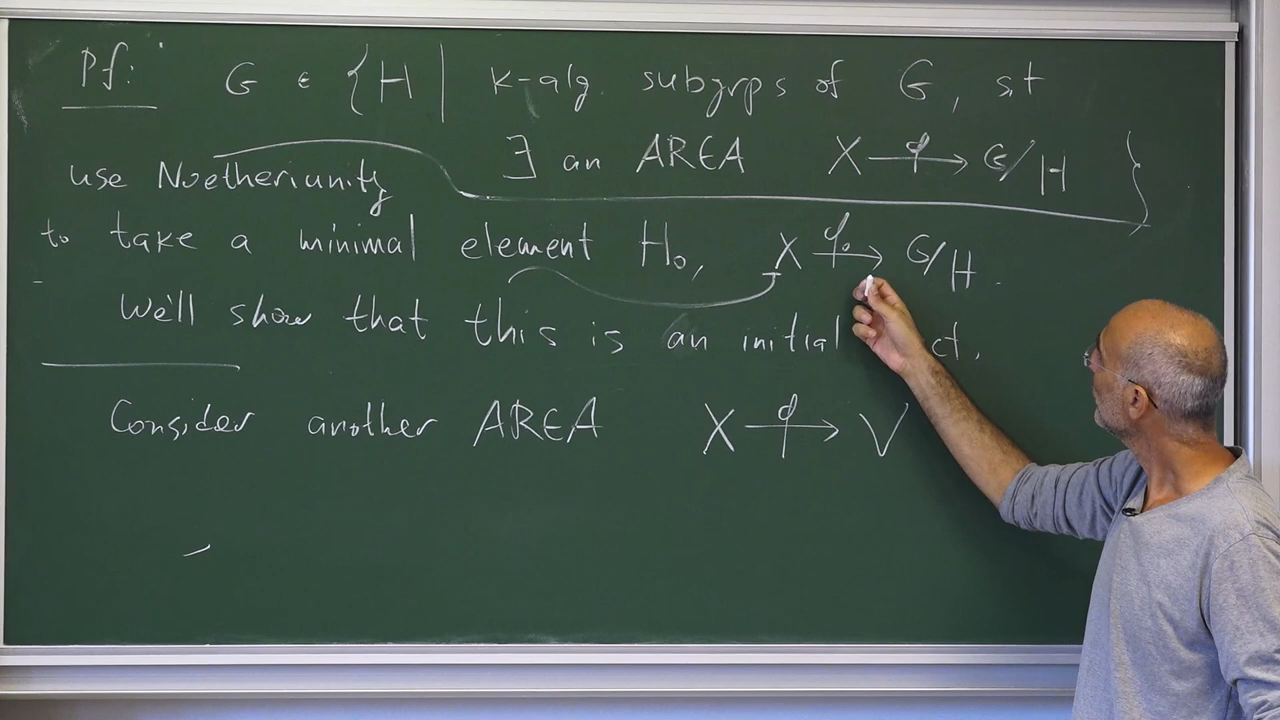 Pf: G ∈ {H | k-alg. subgrps of G, s.t
∃ an AREA X —φ→ G/H }
use Noetheriunity
to take a minimal element H₀, X —φ₀→ G/H.
We'll show that this is an initial ct.
Consider another AREA X —φ→ V